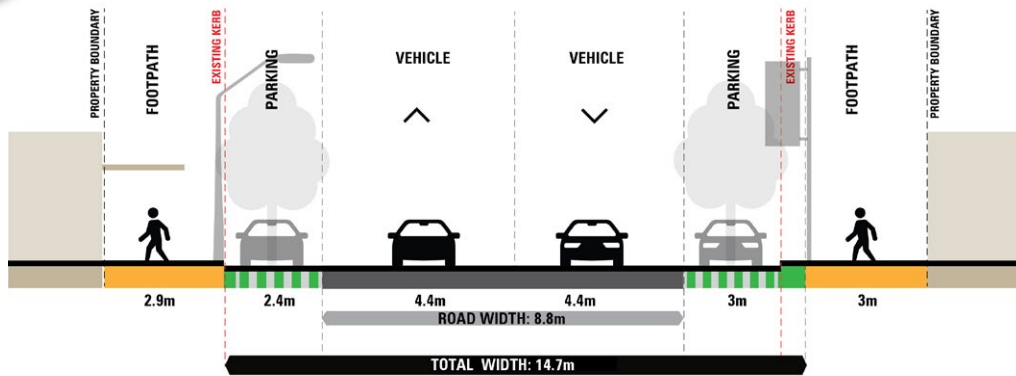 PROPERTY BOUNDARY
FOOTPATH
EXISTING KERB
PARKING
VEHICLE
VEHICLE
PARKING
EXISTING KERB
FOOTPATH
PROPERTY BOUNDARY
2.9m
2.4m
4.4m
4.4m
3m
3m
ROAD WIDTH: 8.8m
TOTAL WIDTH: 14.7m